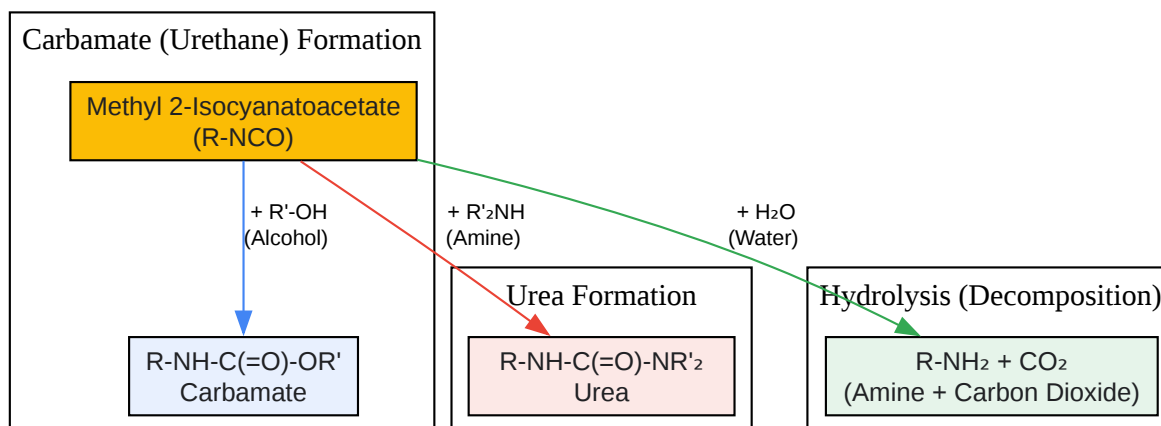 Carbamate (Urethane) Formation
Methyl 2-Isocyanatoacetate
(R-NCO)
+ R'-OH
(Alcohol)
+ R'₂NH
(Amine)
+ H₂O
(Water)
Urea Formation
Hydrolysis (Decomposition)
R-NH-C(=O)-OR'
Carbamate
R-NH-C(=O)-NR'₂
Urea
R-NH₂ + CO₂
(Amine + Carbon Dioxide)